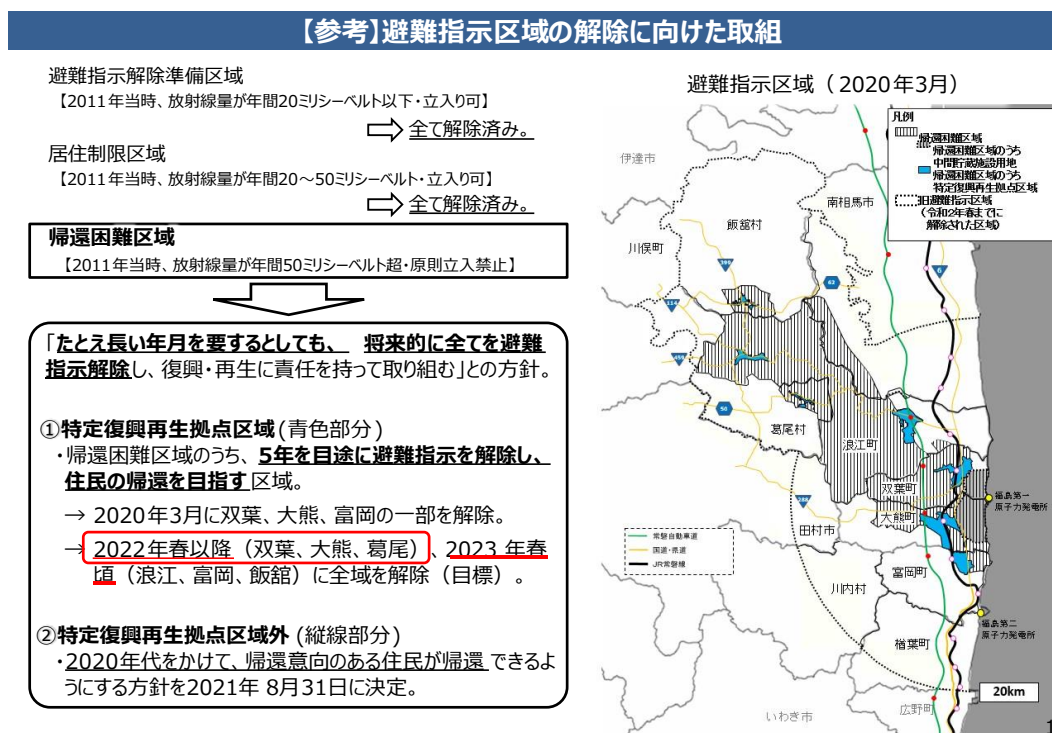 【参考】避難指示区域の解除に向けた取組
避難指示解除準備区域
【2011年当時、放射線量が年間20ミリシーベルト以下・立入り可】
⇨ 全て解除済み。
居住制限区域
【2011年当時、放射線量が年間20～50ミリシーベルト・立入り可】
⇨ 全て解除済み。
帰還困難区域
【2011年当時、放射線量が年間50ミリシーベルト超・原則立入禁止】
「たとえ長い年月を要するとしても、 将来的に全てを避難
指示解除し、復興・再生に責任を持って取り組む」との方針。
①特定復興再生拠点区域(青色部分)
・帰還困難区域のうち、5年を目途に避難指示を解除し、
住民の帰還を目指す区域。
→ 2020年3月に双葉、大熊、富岡の一部を解除。
→ 2022年春以降（双葉、大熊、葛尾）、2023 年春
頃（浪江、富岡、飯舘）に全域を解除（目標）。
②特定復興再生拠点区域外 (縦線部分)
・2020年代をかけて、帰還意向のある住民が帰還できるよ
うにする方針を2021年 8月31日に決定。
避難指示区域（2020年3月）
凡例
帰還困難区域
帰還困難区域のうち
中間貯蔵施設用地
帰還困難区域のうち
特定復興再生拠点区域
旧避難指示区域
(令和2年春までに
解除された区域)
伊達市
南相馬市
飯舘村
川俣町
399
62
6
114
459
50
葛尾村
浪江町
双葉町
288
大熊町
福島第一
原子力発電所
田村市
常磐自動車道
国道・県道
JR常磐線
富岡町
川内村
福島第二
原子力発電所
楢葉町
20km
広野町
いわき市
1